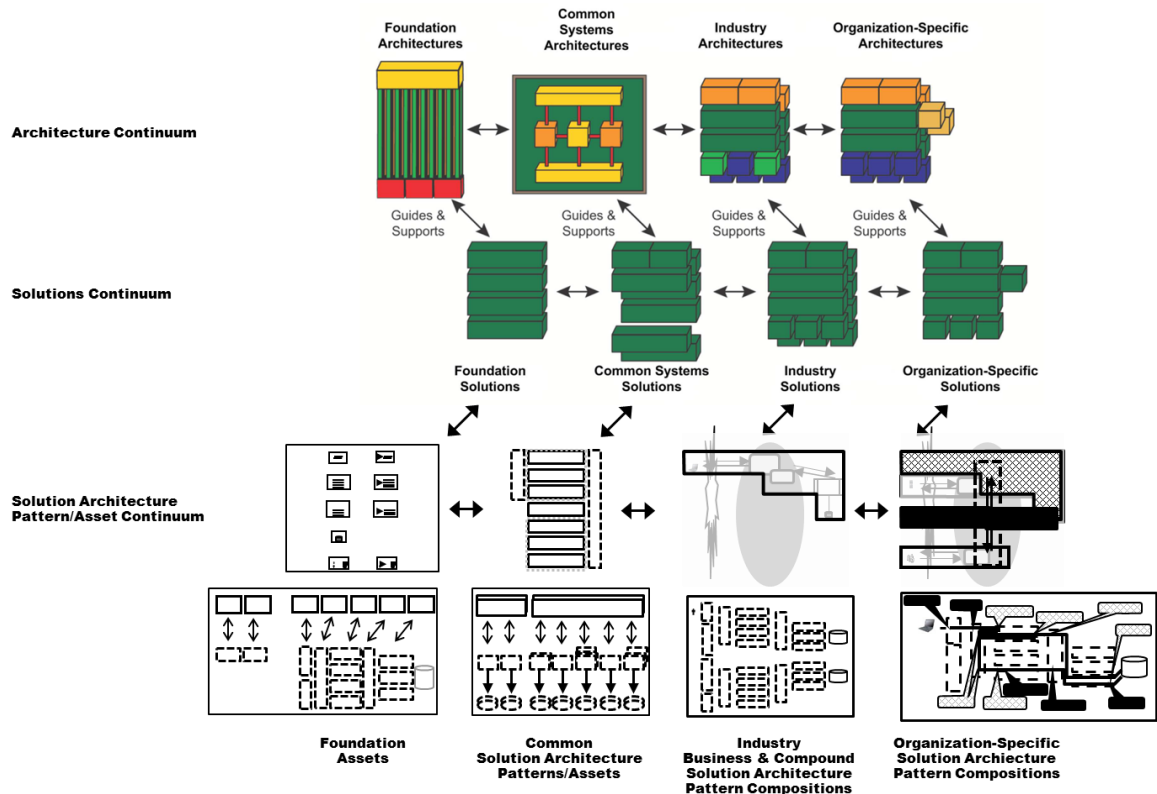 Foundation
Architectures
Common
Systems
Architectures
Industry
Architectures
Organization-Specific
Architectures
Architecture Continuum
Guides &
Supports
Guides &
Supports
Guides &
Supports
Guides &
Supports
Solutions Continuum
Foundation
Solutions
Common Systems
Solutions
Industry
Solutions
Organization-Specific
Solutions
Solution Architecture
Pattern/Asset Continuum
Foundation
Assets
Common
Solution Architecture
Patterns/Assets
Industry
Business & Compound
Solution Architecture
Pattern Compositions
Organization-Specific
Solution Archiecture
Pattern Compositions